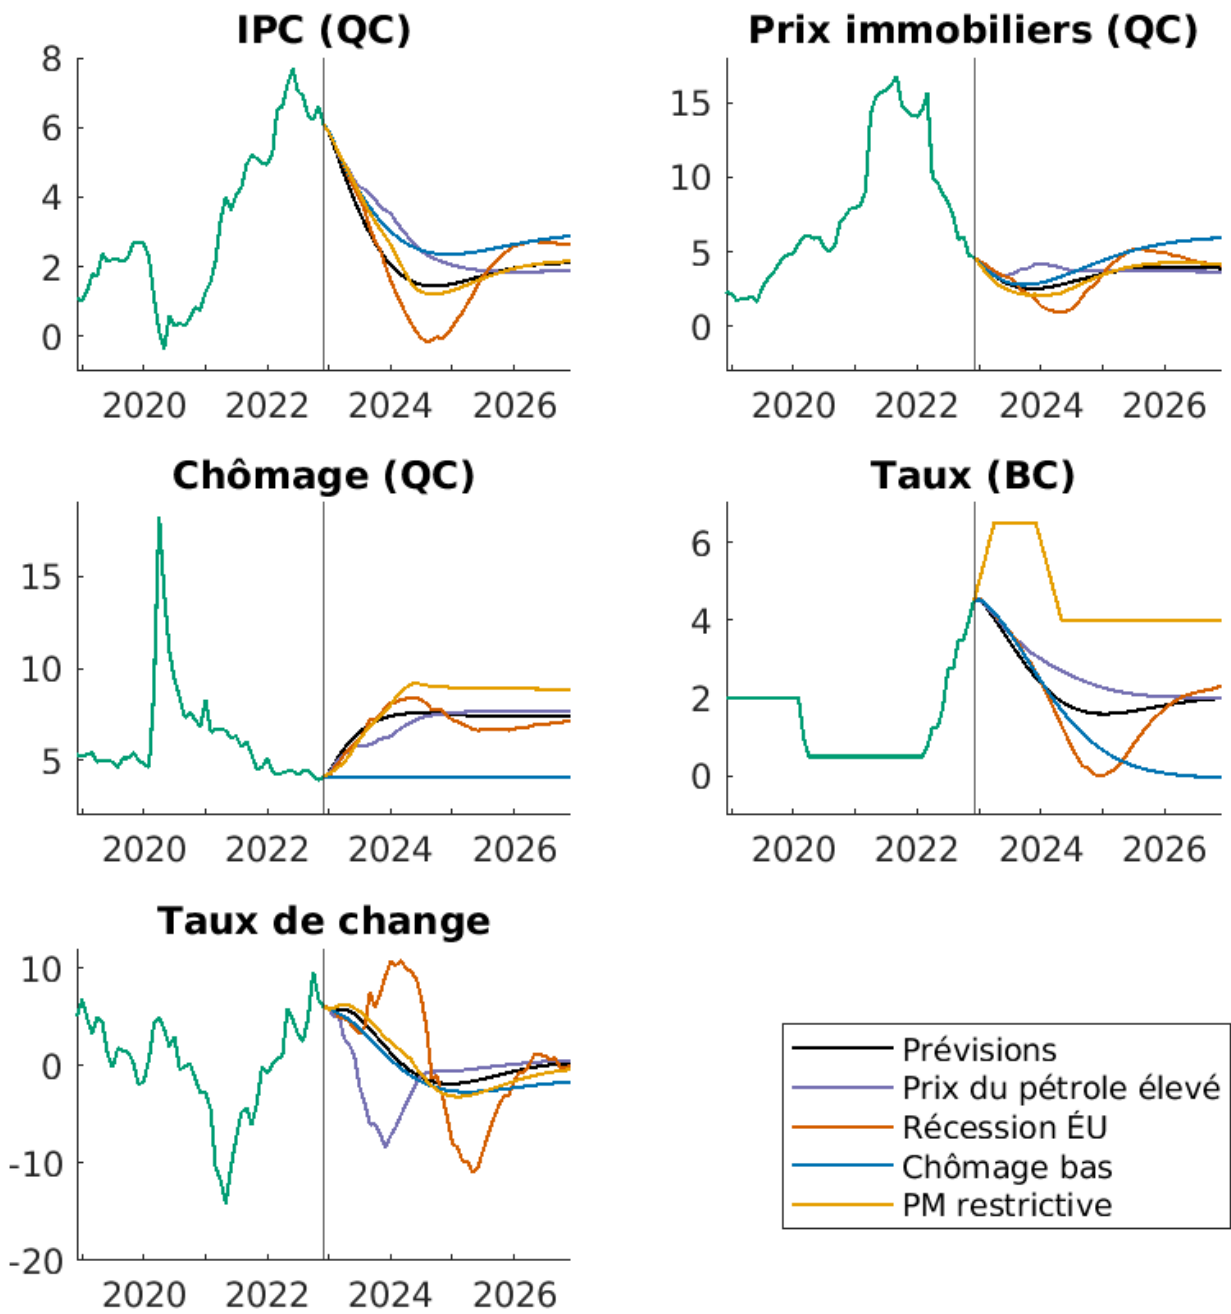 IPC (QC)
8
6
4
2
0
2020 2022 2024 2026
Prix immobiliers (QC)
15
10
5
0
2020 2022 2024 2026
Chômage (QC)
15
10
5
2020 2022 2024 2026
Taux (BC)
6
4
2
0
2020 2022 2024 2026
Taux de change
10
0
-10
-20
2020 2022 2024 2026
Prévisions
Prix du pétrole élevé
Récession ÉU
Chômage bas
PM restrictive